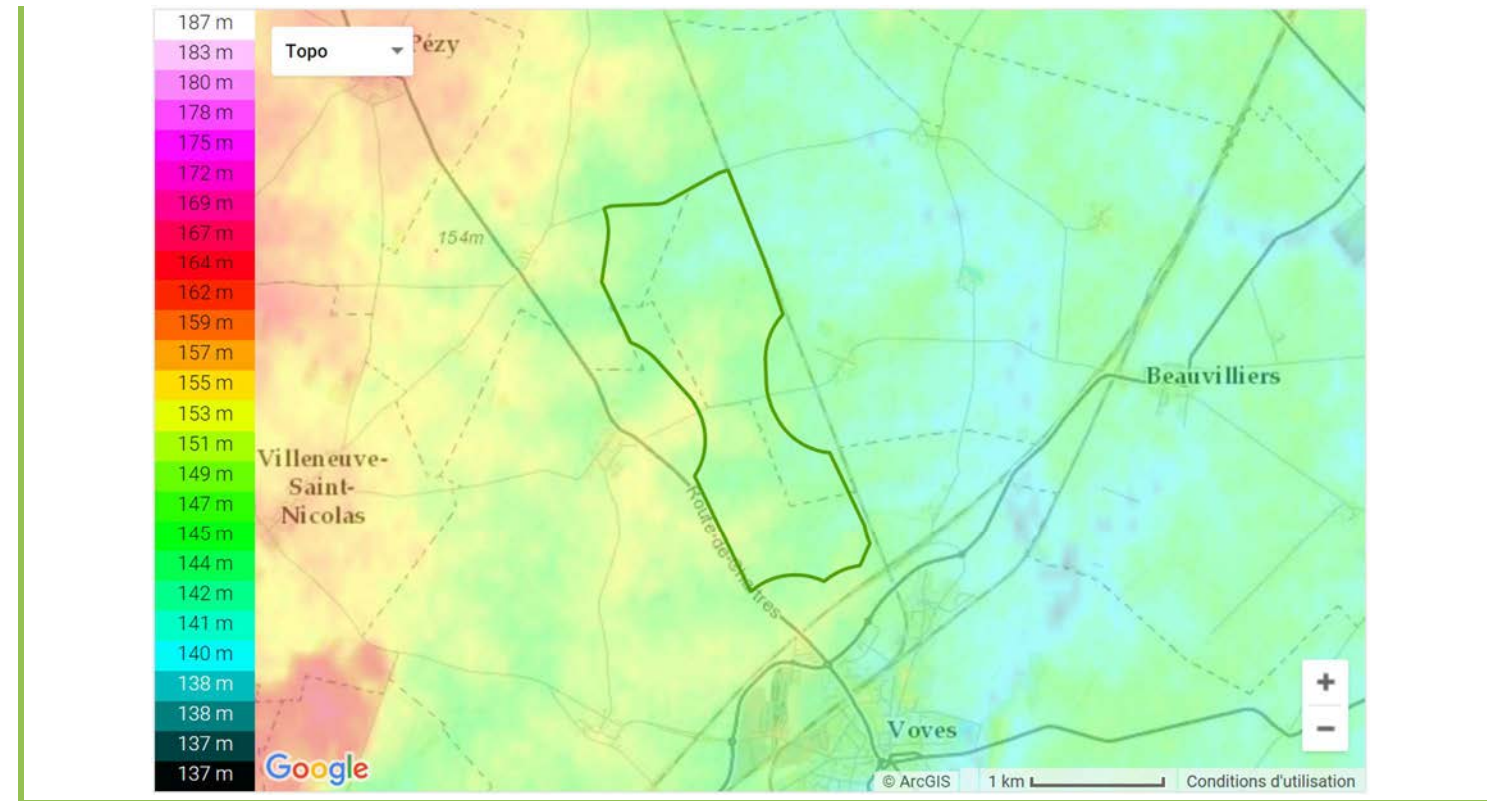 187 m
183 m
180 m
178 m
175 m
172 m
169 m
167 m
164 m
162 m
159 m
157 m
155 m
153 m
151 m
149 m
147 m
145 m
144 m
142 m
141 m
140 m
138 m
138 m
137 m
137 m
Topo
Pézy
154m
Beauvilliers
Villeneuve-
Saint-
Nicolas
Route-de-Chartres
Voves
+
−
Google
© ArcGIS
1 km
Conditions d'utilisation